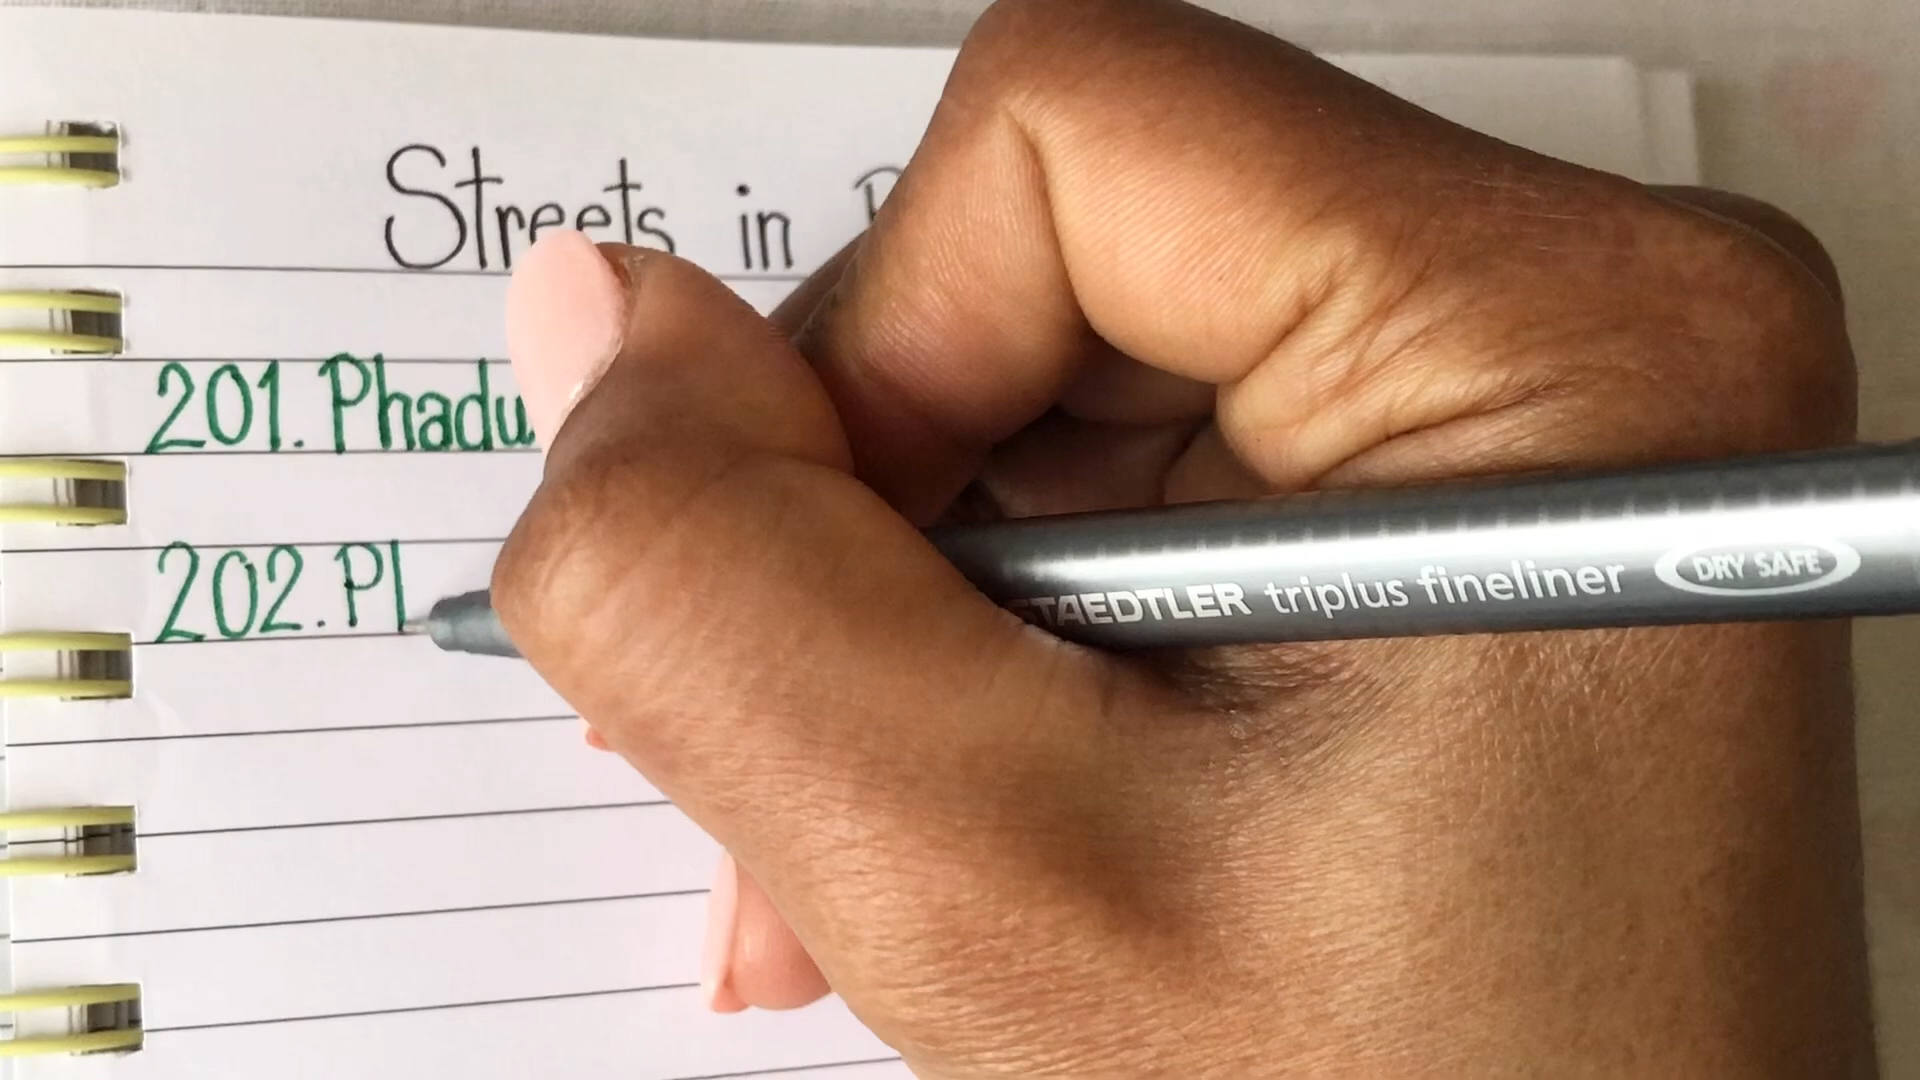 Streets in
201. Phadu
202. Pl
STAEDTLER triplus fineliner DRY SAFE